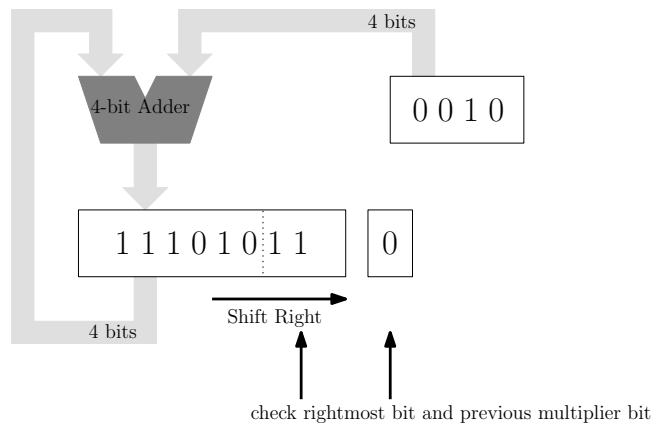 4 bits
4-bit Adder
0 0 1 0
1 1 1 0 1 0 1 1
0
Shift Right
4 bits
check rightmost bit and previous multiplier bit